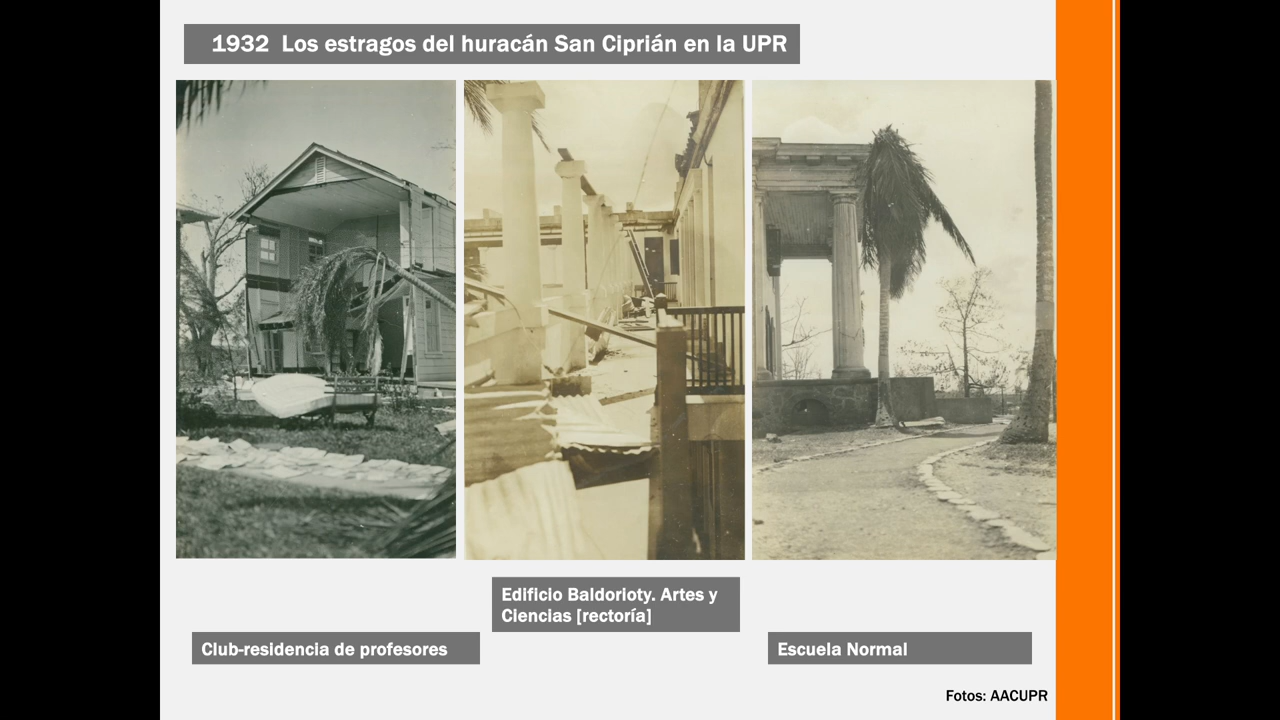 1932 Los estragos del huracán San Ciprián en la UPR
Edificio Baldorioty. Artes y
Ciencias [rectoría]
Club-residencia de profesores
Escuela Normal
Fotos: AACUPR